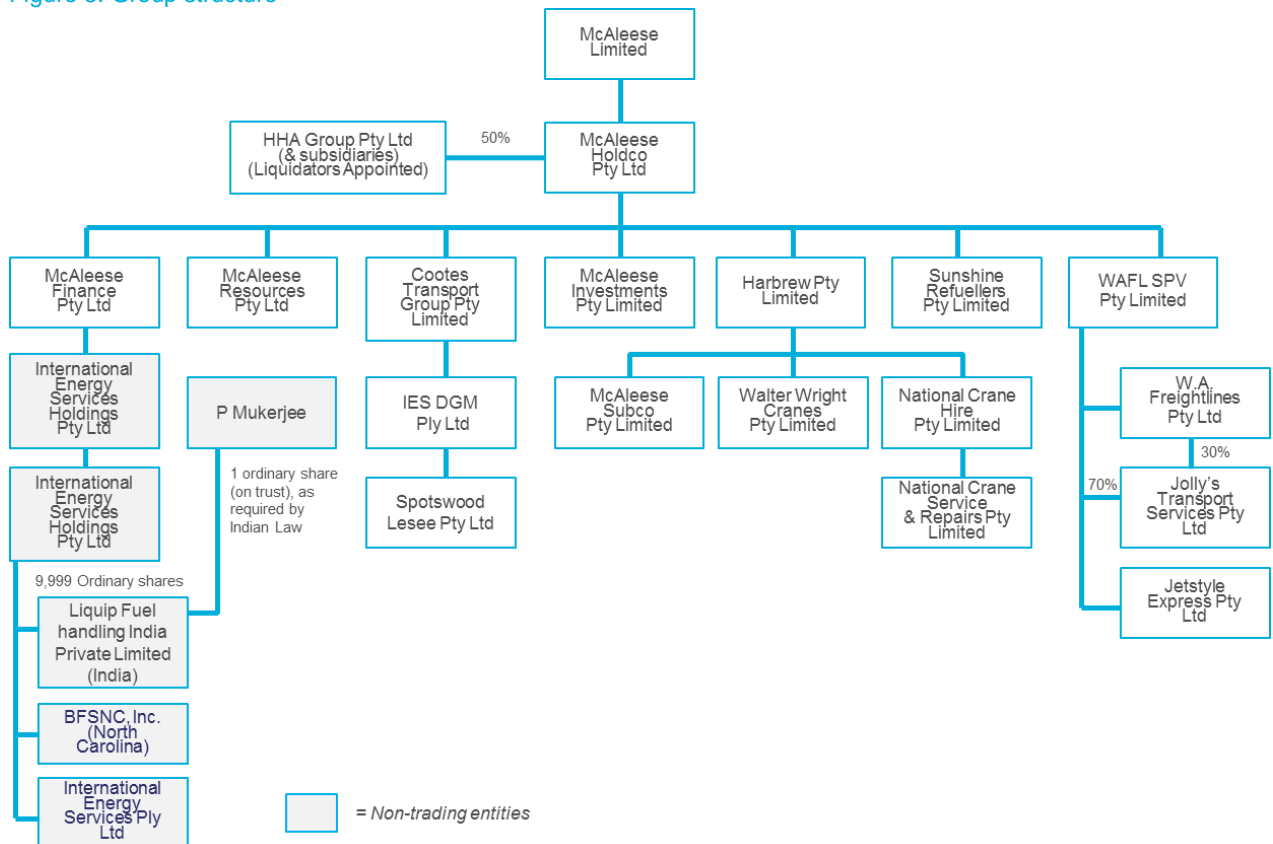 Figure 8: Group structure
McAleese
Limited
HHA Group Pty Ltd
(& subsidiaries)
(Liquidators Appointed)
50%
McAleese
Holdco
Pty Ltd
McAleese
Finance
Pty Ltd
McAleese
Resources
Pty Ltd
Cootes
Transport
Group Pty
Limited
McAleese
Investments
Pty Limited
Harbrew Pty
Limited
Sunshine
Refuellers
Pty Limited
WAFL SPV
Pty Limited
International
Energy
Services
Holdings
Pty Ltd
P Mukerjee
IES DGM
Ply Ltd
McAleese
Subco
Pty Limited
Walter Wright
Cranes
Pty Limited
National Crane
Hire
Pty Limited
W.A.
Freightlines
Pty Ltd
30%
70%
International
Energy
Services
Holdings
Pty Ltd
1 ordinary share
(on trust), as
required by
Indian Law
Spotswood
Lesee Pty Ltd
National Crane
Service
& Repairs Pty
Limited
Jolly's
Transport
Services Pty
Ltd
9,999 Ordinary shares
Liquip Fuel
handling India
Private Limited
(India)
Jetstyle
Express Pty
Ltd
BFSNC, Inc.
(North
Carolina)
International
Energy
Services Ply
Ltd
= Non-trading entities